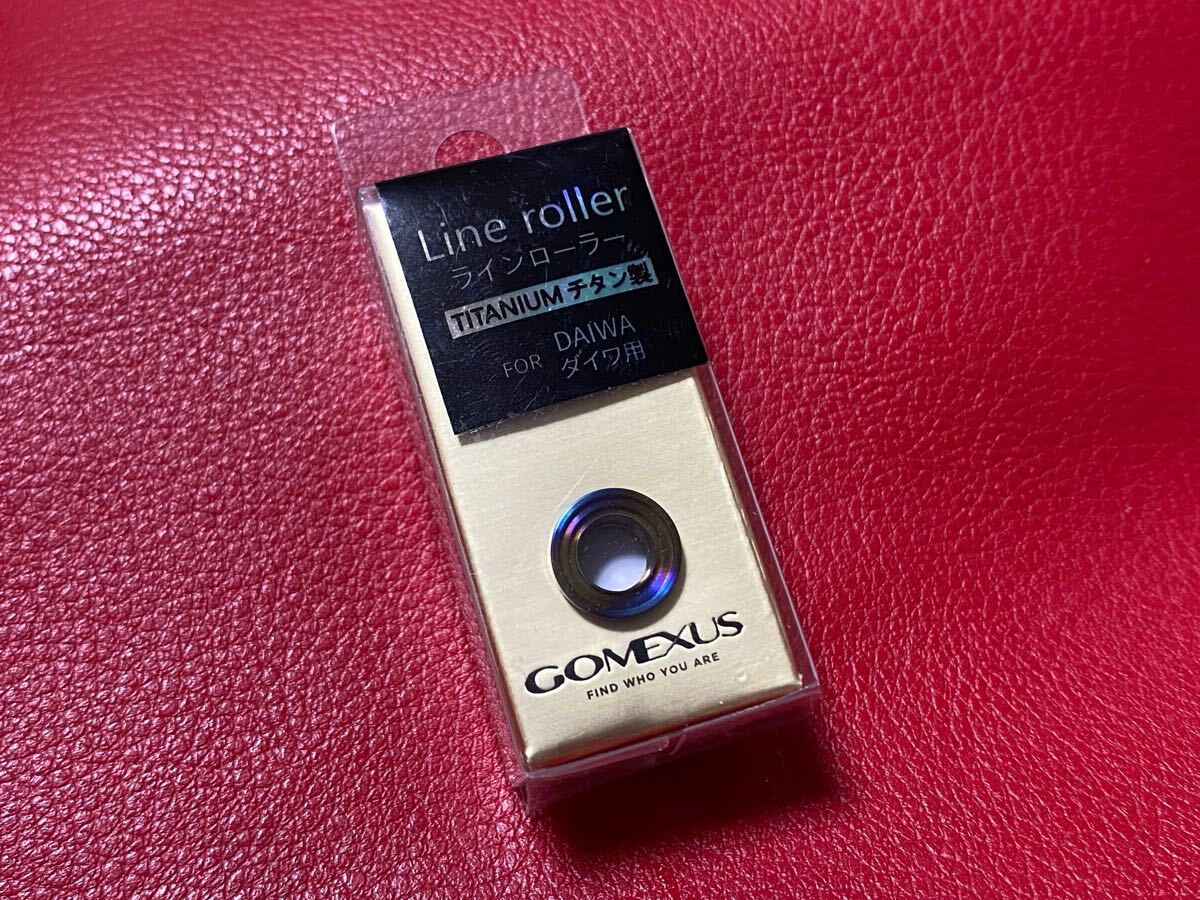 Line roller
ラインローラー
TITANIUM チタン製
FOR DAIWA
ダイワ用
GOMEXUS
FIND WHO YOU ARE